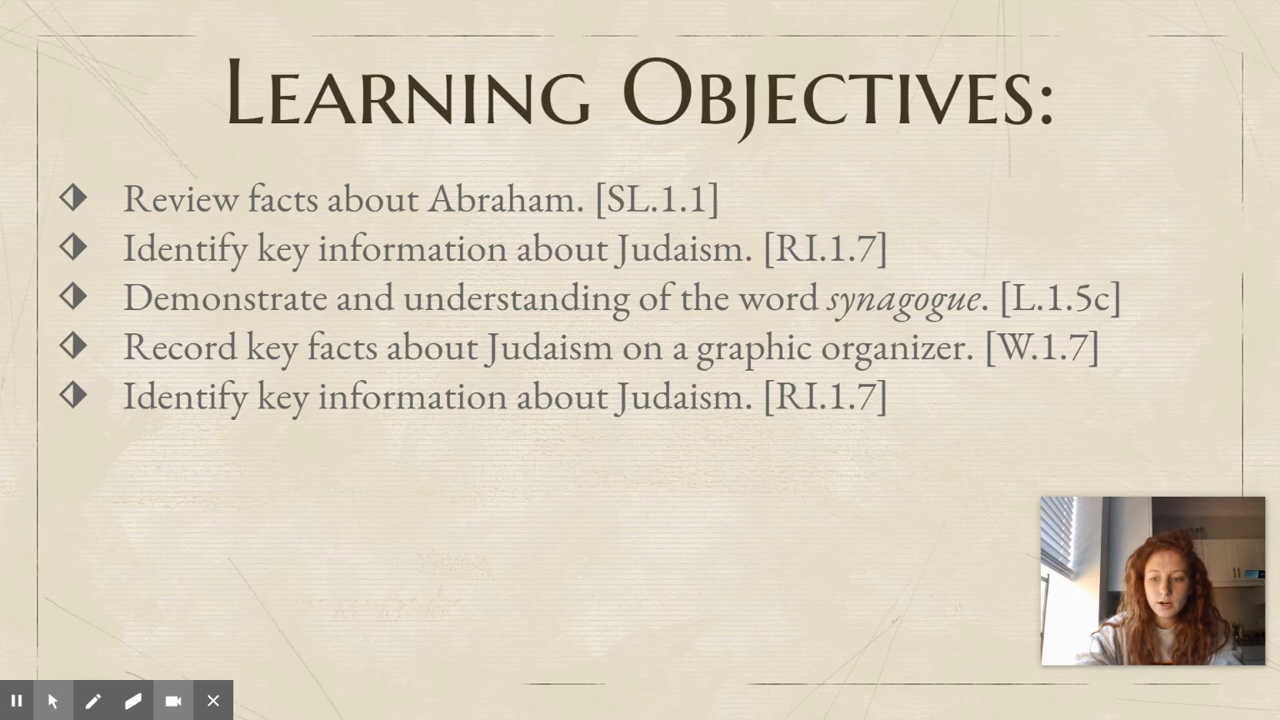 Learning Objectives:
Review facts about Abraham. [SL.1.1]
Identify key information about Judaism. [RI.1.7]
Demonstrate and understanding of the word synagogue. [L.1.5c]
Record key facts about Judaism on a graphic organizer. [W.1.7]
Identify key information about Judaism. [RI.1.7]